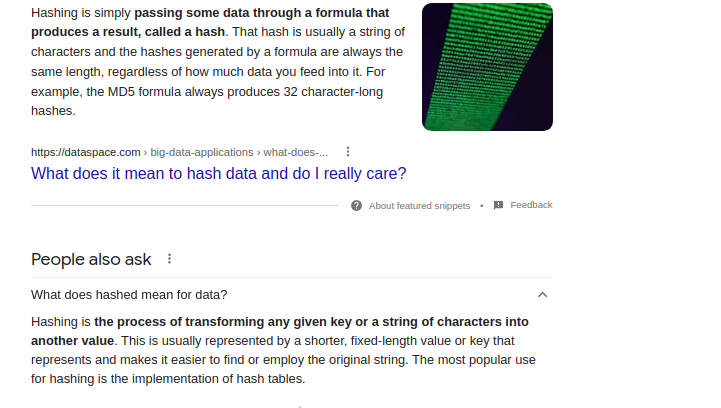 Hashing is simply passing some data through a formula that
produces a result, called a hash. That hash is usually a string of
characters and the hashes generated by a formula are always the
same length, regardless of how much data you feed into it. For
example, the MD5 formula always produces 32 character-long
hashes.
https://dataspace.com › big-data-applications › what-does-...
What does it mean to hash data and do I really care?
About featured snippets • Feedback
People also ask
What does hashed mean for data?
Hashing is the process of transforming any given key or a string of characters into
another value. This is usually represented by a shorter, fixed-length value or key that
represents and makes it easier to find or employ the original string. The most popular use
for hashing is the implementation of hash tables.